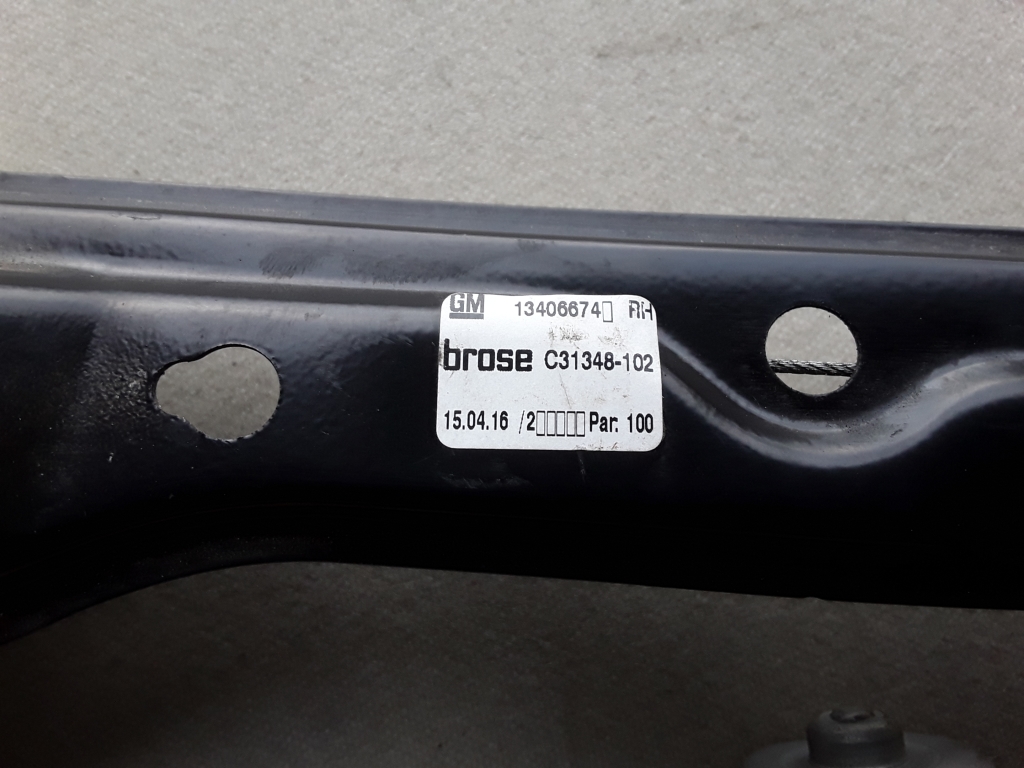 GM 13406674▯ RH
brose C31348-102
15.04.16 /2▯▯▯▯▯Par. 100